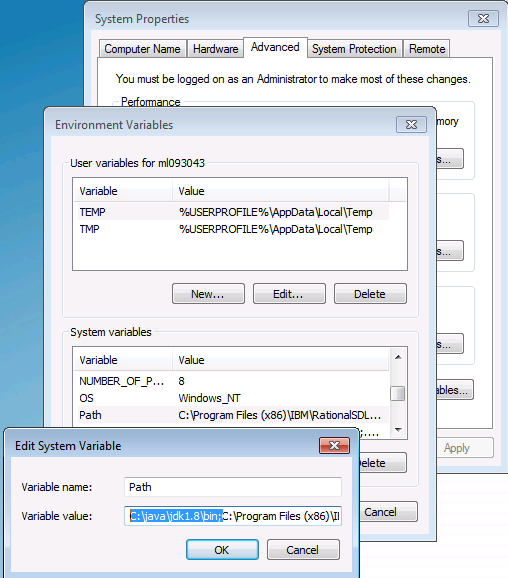 System Properties
Computer Name Hardware Advanced System Protection Remote
You must be logged on as an Administrator to make most of these changes.
Performance
Environment Variables
User variables for ml093043
Variable Value
TEMP %USERPROFILE%\AppData\Local\Temp
TMP %USERPROFILE%\AppData\Local\Temp
New... Edit... Delete
System variables
Variable Value
NUMBER_OF_P... 8
OS Windows_NT
Path C:\Program Files (x86)\IBM\RationalSDL...
Apply
Cancel
Edit System Variable
Variable name: Path
Variable value: C:\java\jdk1.8\bin;C:\Program Files (x86)\I
OK Cancel